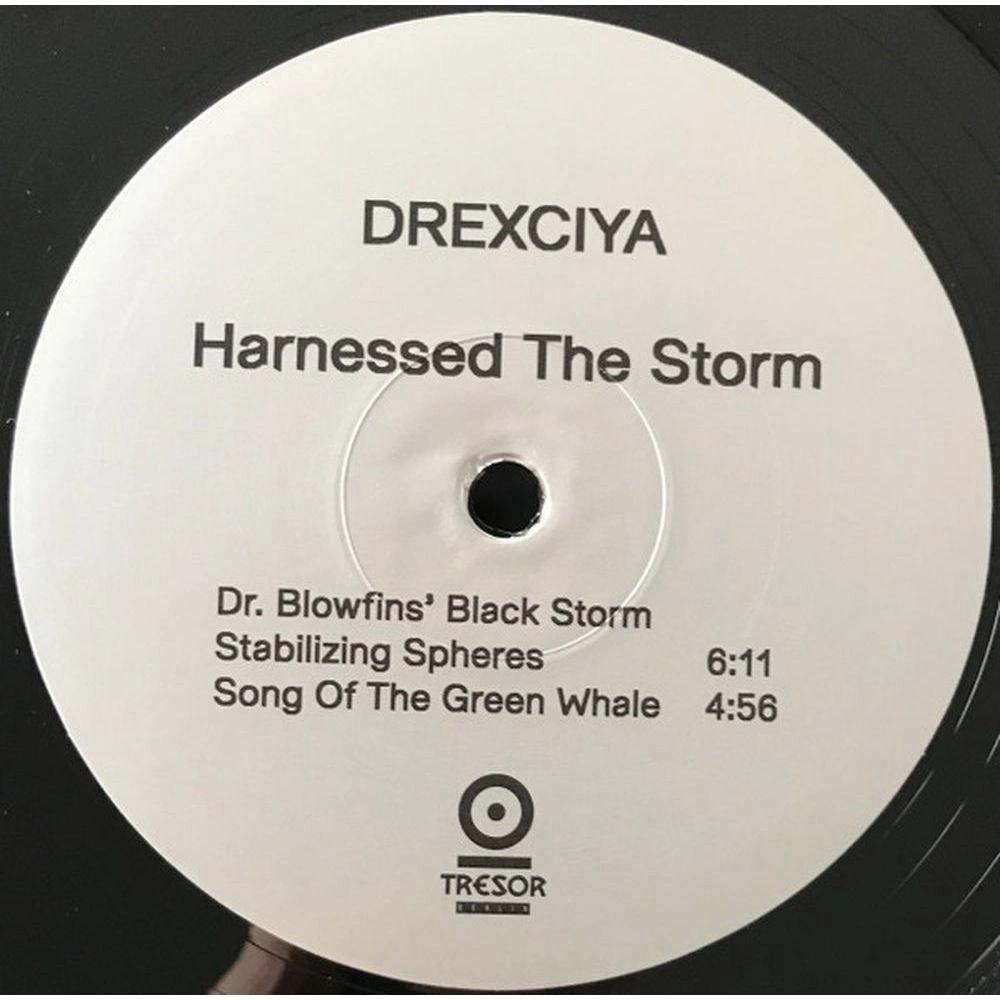 DREXCIYA
Harnessed The Storm
Dr. Blowfins’ Black Storm
Stabilizing Spheres 6:11
Song Of The Green Whale 4:56
TRESOR
BERLIN